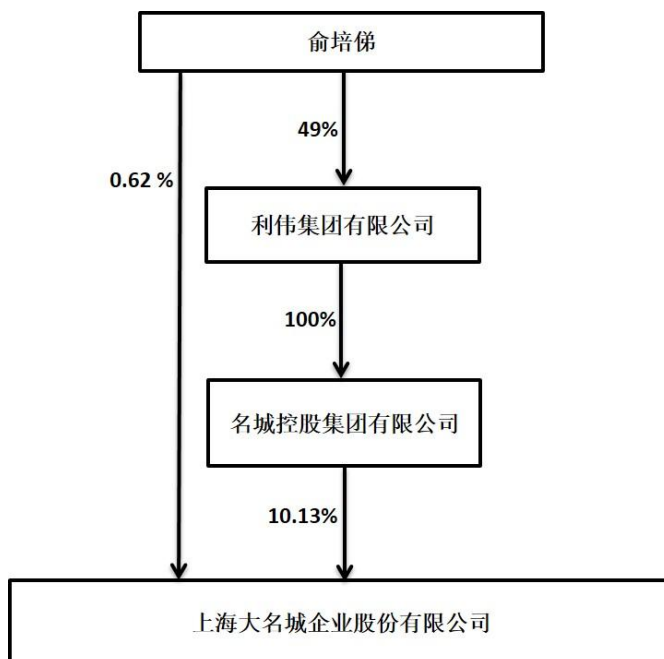 俞培俤
49%
0.62 %
利伟集团有限公司
100%
名城控股集团有限公司
10.13%
上海大名城企业股份有限公司